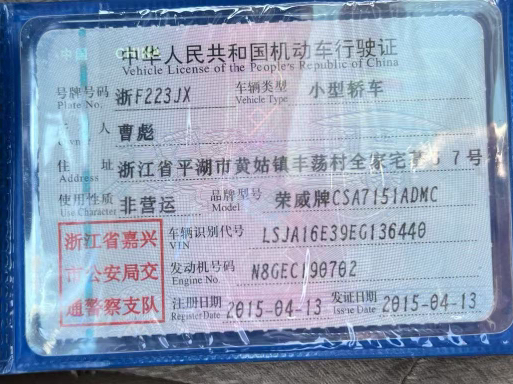 中华人民共和国机动车行驶证
Vehicle License of the People's Republic of China
号牌号码 浙F223JX 车辆类型 小型轿车
Plate No. Vehicle Type
人 曹彪
住 址 浙江省平湖市黄姑镇丰荡村全家宅 67号
Address
使用性质 非营运 品牌型号 荣威牌CSA7151ADMC
Use Character Model
车辆识别代号 LSJA16E39EG136440
VIN
发动机号码 N8GEC190702
Engine No.
注册日期 2015-04-13 发证日期 2015-04-13
Register Date Issue Date
浙江省嘉兴
市公安局交
通警察支队